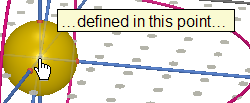 …defined in this point…